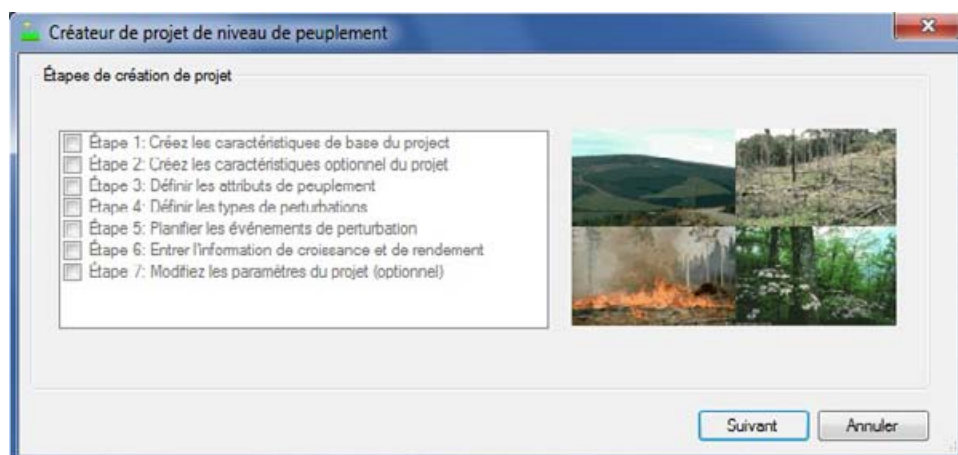 Créateur de projet de niveau de peuplement
Étapes de création de projet
Étape 1: Créez les caractéristiques de base du project
Étape 2: Créez les caractéristiques optionnel du projet
Étape 3: Définir les attributs de peuplement
Étape 4: Définir les types de perturbations
Étape 5: Planifier les événements de perturbation
Étape 6: Entrer l'information de croissance et de rendement
Étape 7: Modifiez les paramètres du projet (optionnel)
Suivant
Annuler